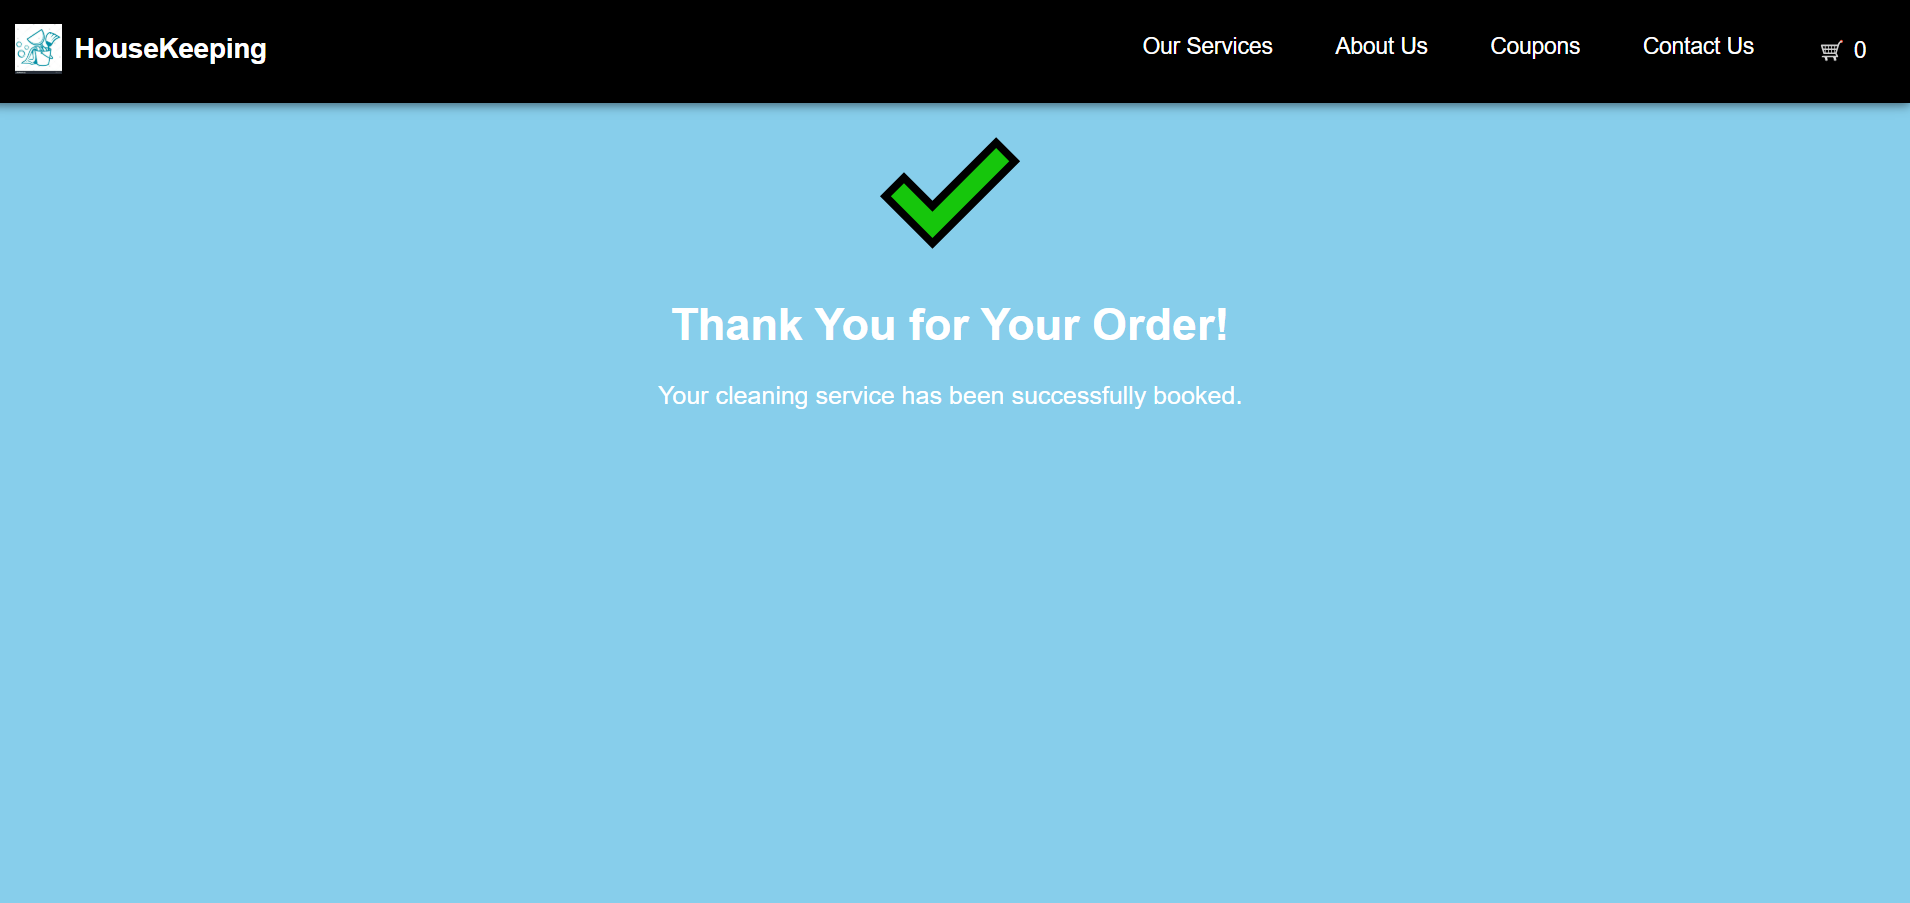 HouseKeeping
Our Services
About Us
Coupons
Contact Us
0
Thank You for Your Order!
Your cleaning service has been successfully booked.